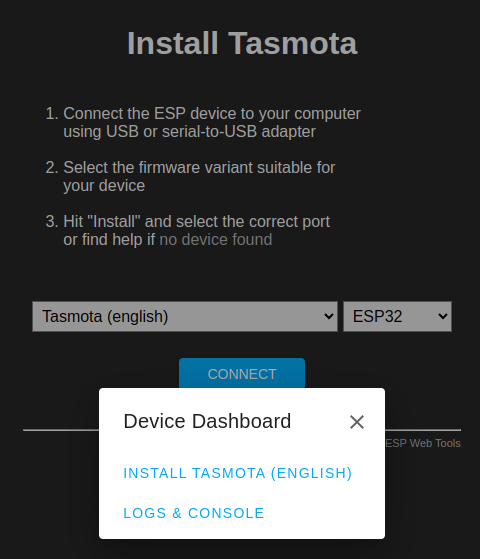 Install Tasmota
1. Connect the ESP device to your computer
using USB or serial-to-USB adapter
2. Select the firmware variant suitable for
your device
3. Hit "Install" and select the correct port
or find help if no device found
Tasmota (english) ESP32
CONNECT
Device Dashboard
ESP Web Tools
INSTALL TASMOTA (ENGLISH)
LOGS & CONSOLE